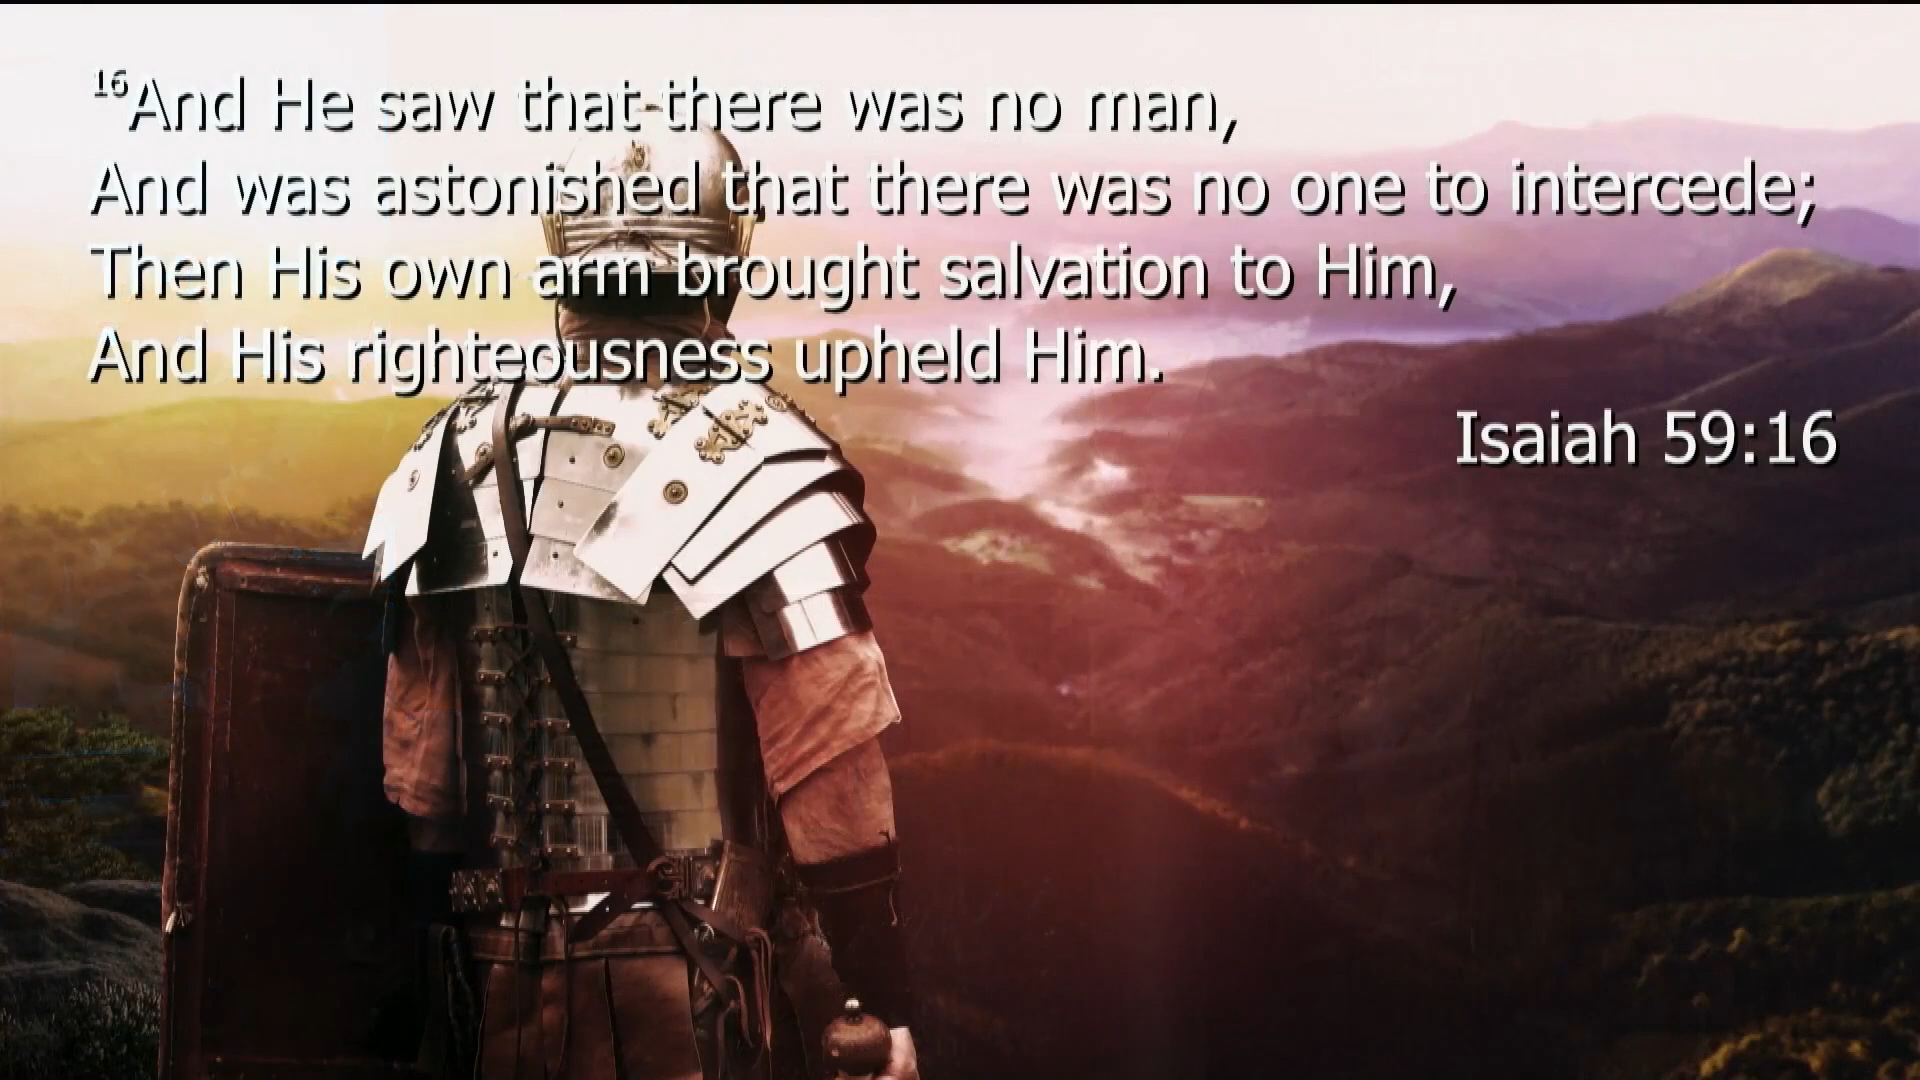 16And He saw that there was no man,
And was astonished that there was no one to intercede;
Then His own arm brought salvation to Him,
And His righteousness upheld Him.
Isaiah 59:16